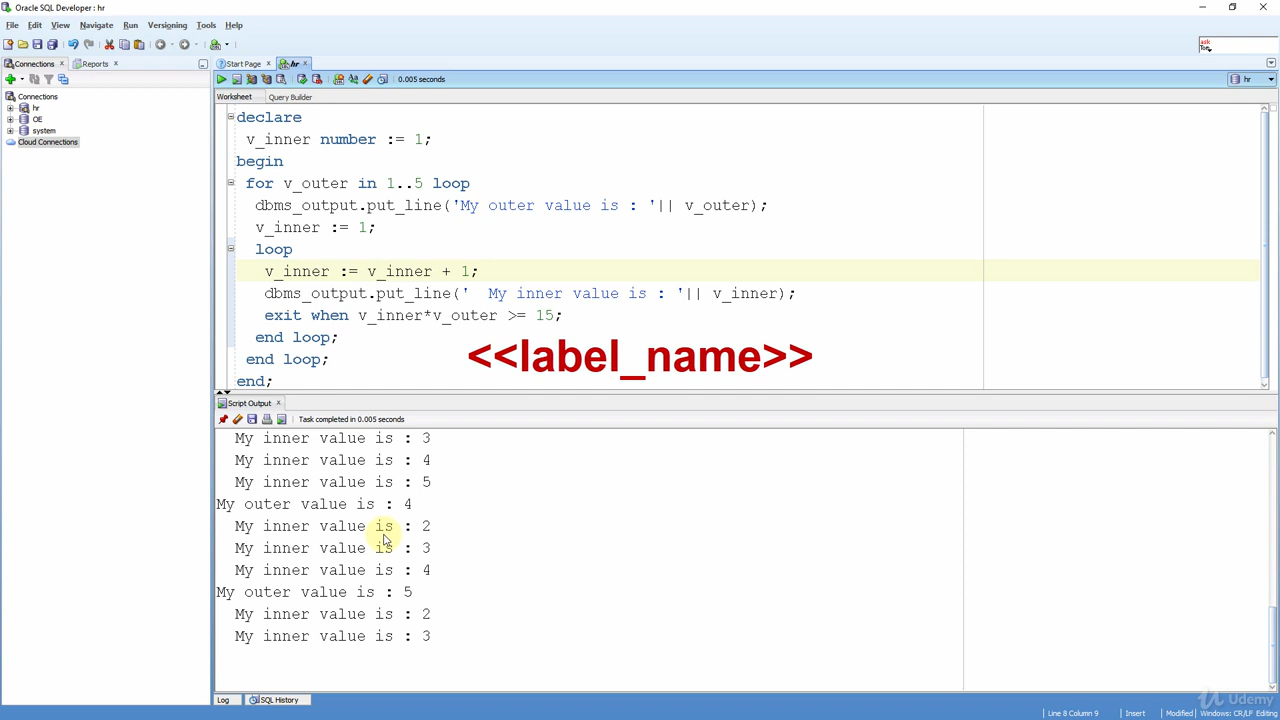 Oracle SQL Developer : hr
File Edit View Navigate Run Versioning Tools Help
Connections Reports Start Page hr
0.005 seconds hr
Worksheet Query Builder
Connections
hr
OE
system
Cloud Connections
declare
v_inner number := 1;
begin
for v_outer in 1..5 loop
dbms_output.put_line('My outer value is : '|| v_outer);
v_inner := 1;
loop
v_inner := v_inner + 1;
dbms_output.put_line('  My inner value is : '|| v_inner);
exit when v_inner*v_outer >= 15;
end loop;
end loop;
end;
<<label_name>>
Script Output
Task completed in 0.005 seconds
My inner value is : 3
My inner value is : 4
My inner value is : 5
My outer value is : 4
My inner value is : 2
My inner value is : 3
My inner value is : 4
My outer value is : 5
My inner value is : 2
My inner value is : 3
Log SQL History
Udemy
Line 8 Column 9 Insert Modified Windows: CR/LF Editing